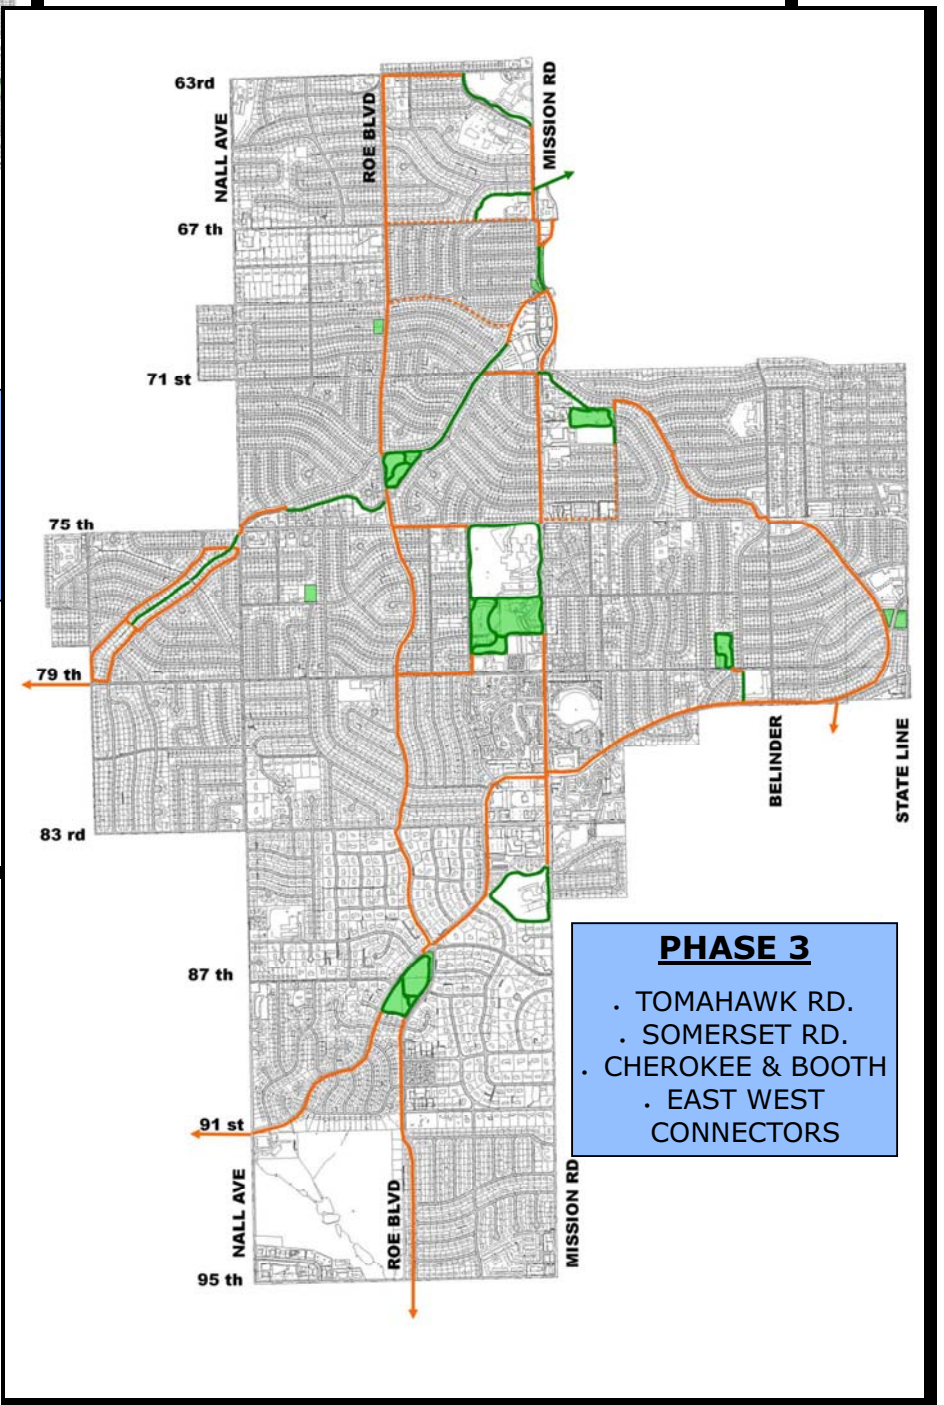 63rd
NALL AVE
ROE BLVD
MISSION RD
67 th
71 st
75 th
79 th
BELINDER
STATE LINE
83 rd
87 th
PHASE 3
. TOMAHAWK RD.
. SOMERSET RD.
. CHEROKEE & BOOTH
. EAST WEST
CONNECTORS
91 st
NALL AVE
ROE BLVD
MISSION RD
95 th